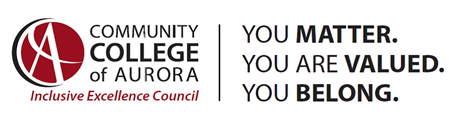 COMMUNITY
COLLEGE
of AURORA
Inclusive Excellence Council
YOU MATTER.
YOU ARE VALUED.
YOU BELONG.